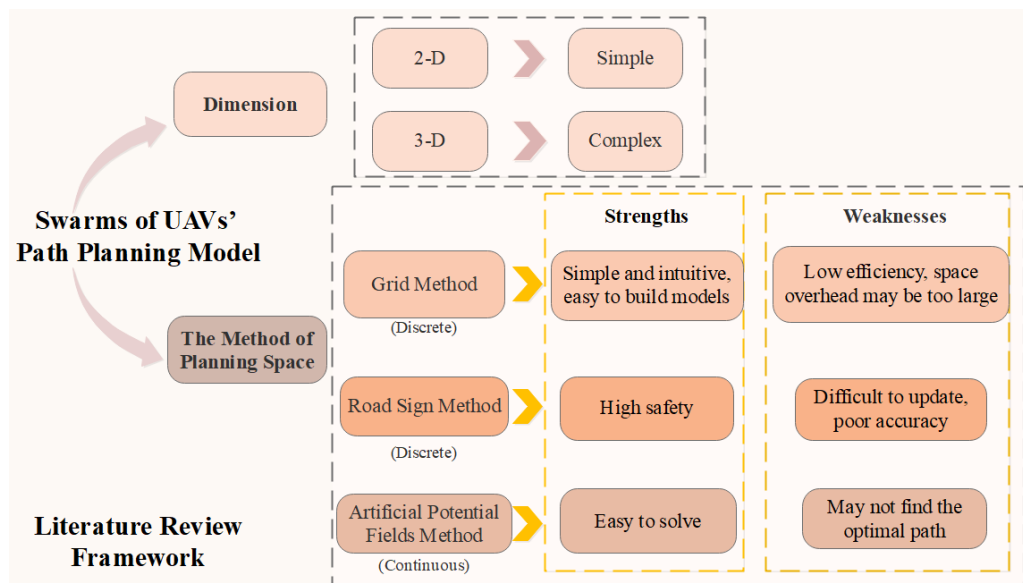 2-D
Simple
Dimension
3-D
Complex
Swarms of UAVs'
Path Planning Model
Strengths
Weaknesses
Grid Method
(Discrete)
Simple and intuitive,
easy to build models
Low efficiency, space
overhead may be too large
The Method of
Planning Space
Road Sign Method
(Discrete)
High safety
Difficult to update,
poor accuracy
Artificial Potential
Fields Method
(Continuous)
Easy to solve
May not find the
optimal path
Literature Review
Framework